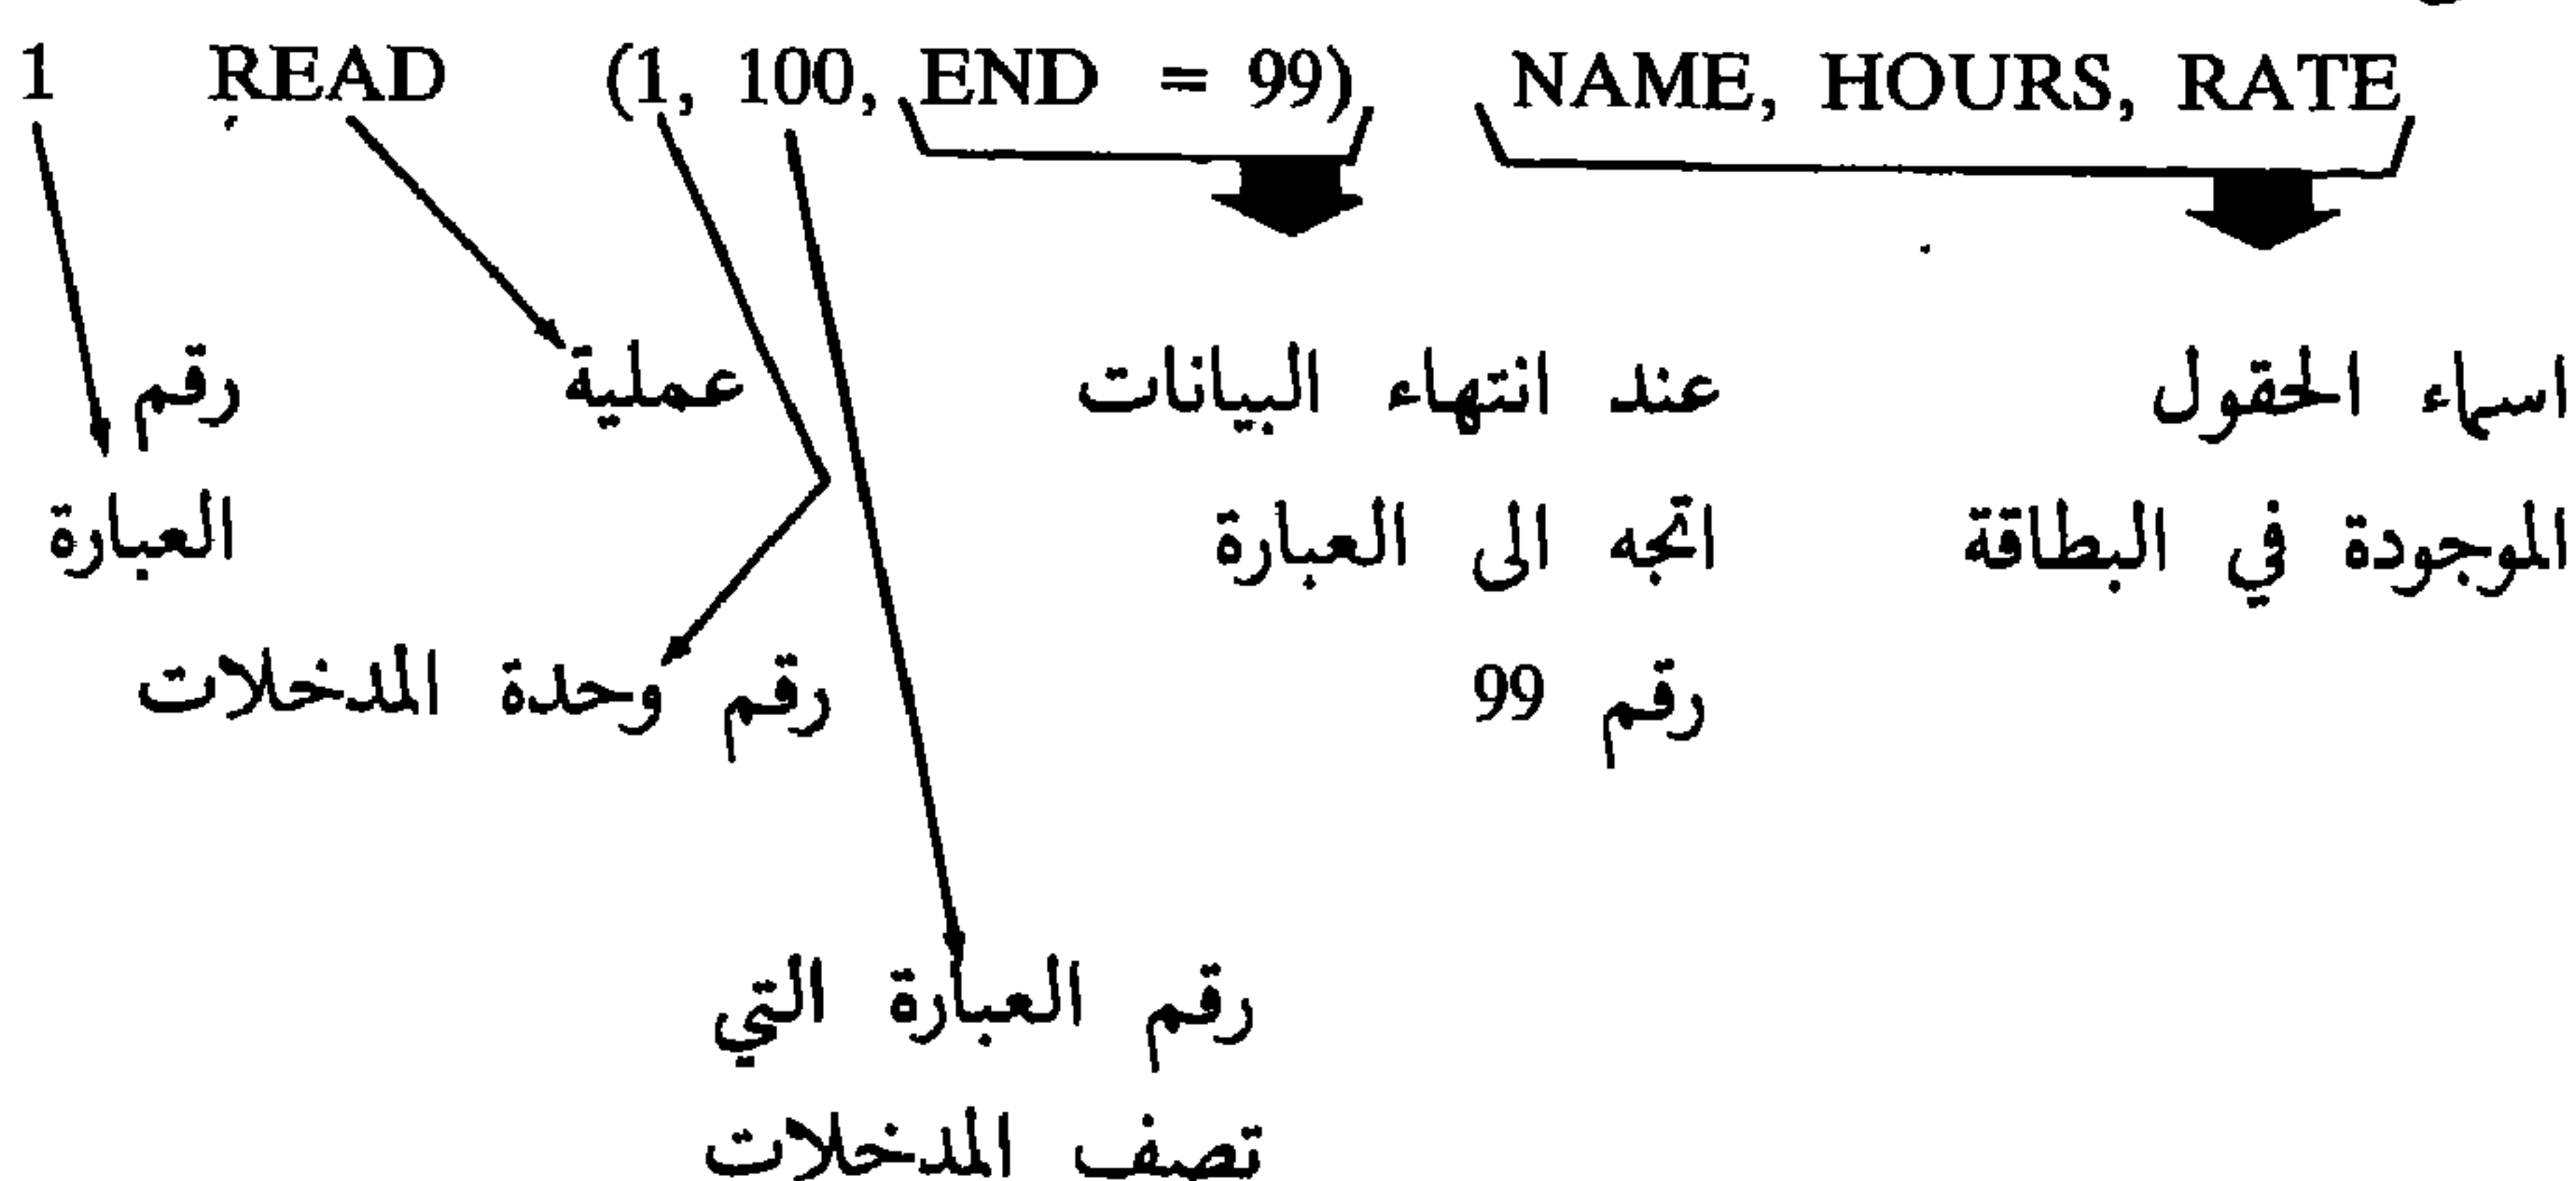 1 READ (1, 100, END = 99) NAME, HOURS, RATE
اسماء الحقول
الموجودة في البطاقة
عند انتهاء البيانات
اتجه الى العبارة
رقم 99
عملية
رقم
العبارة
رقم وحدة المدخلات
رقم العبارة التي
تصف المدخلات